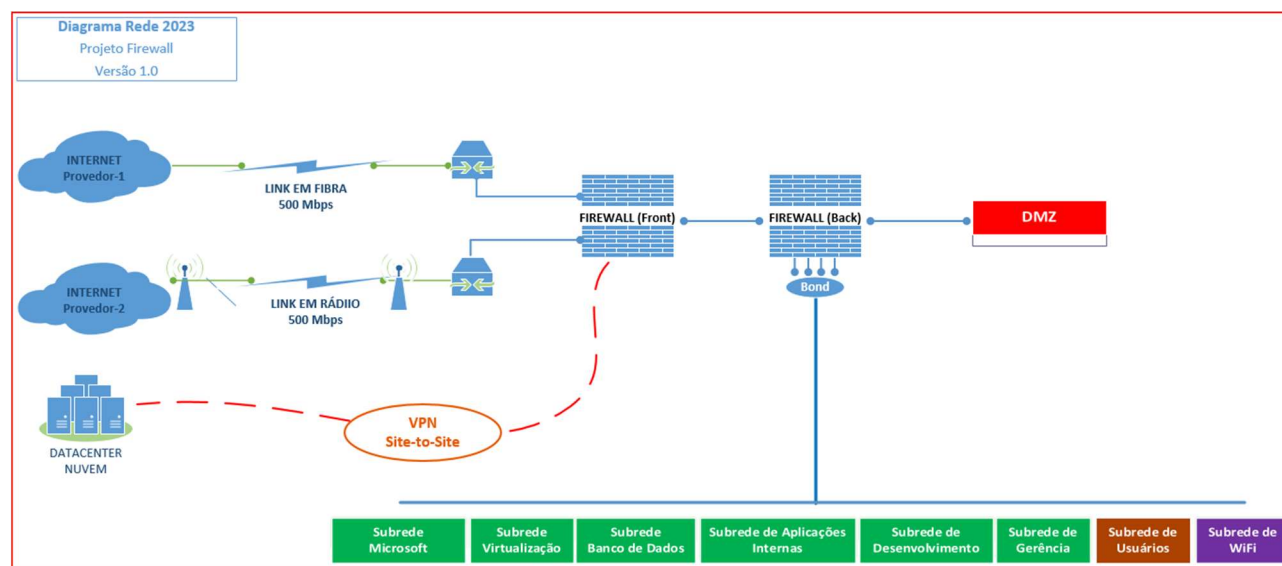 Diagrama Rede 2023
Projeto Firewall
Versão 1.0
INTERNET
Provedor-1
LINK EM FIBRA
500 Mbps
FIREWALL (Front)
FIREWALL (Back)
DMZ
INTERNET
Provedor-2
LINK EM RÁDIIO
500 Mbps
Bond
DATACENTER
NUVEM
VPN
Site-to-Site
Subrede
Microsoft
Subrede
Virtualização
Subrede
Banco de Dados
Subrede de Aplicações
Internas
Subrede de
Desenvolvimento
Subrede de
Gerência
Subrede de
Usuários
Subrede de
WiFi